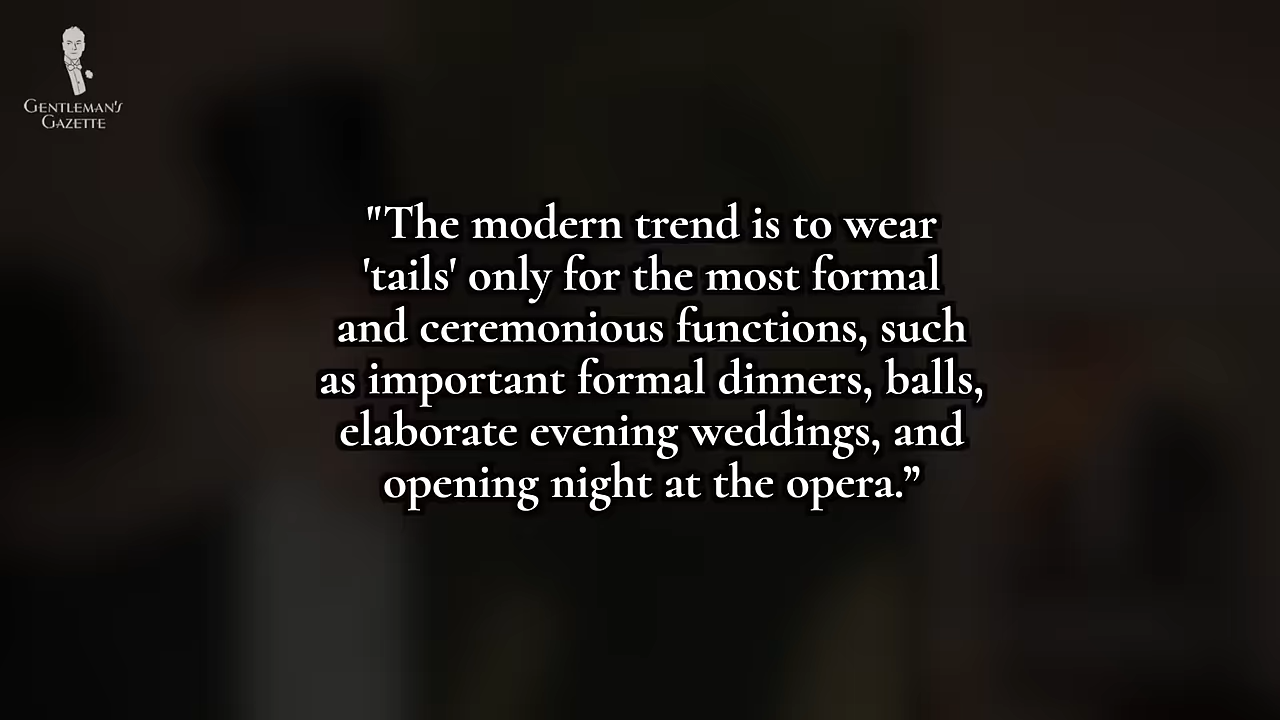 GENTLEMAN'S
GAZETTE
"The modern trend is to wear
'tails' only for the most formal
and ceremonious functions, such
as important formal dinners, balls,
elaborate evening weddings, and
opening night at the opera.”